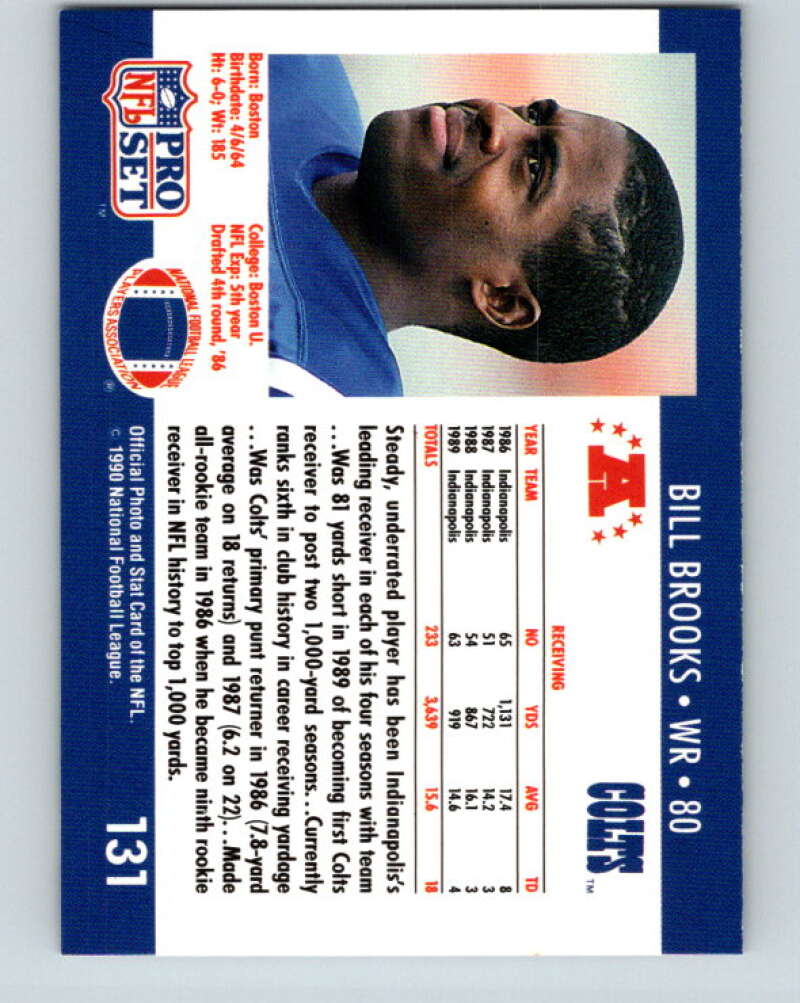 BILL BROOKS • WR • 80
A
COLTS™
RECEIVING
YEAR TEAM NO YDS AVG TD
1986 Indianapolis 65 1,131 17.4 8
1987 Indianapolis 51 722 14.2 3
1988 Indianapolis 54 867 16.1 3
1989 Indianapolis 63 919 14.6 4
TOTALS 233 3,639 15.6 18
Steady, underrated player has been Indianapolis's
leading receiver in each of his four seasons with team
...Was 81 yards short in 1989 of becoming first Colts
receiver to post two 1,000-yard seasons...Currently
ranks sixth in club history in career receiving yardage
...Was Colts' primary punt returner in 1986 (7.8-yard
average on 18 returns) and 1987 (6.2 on 22)...Made
all-rookie team in 1986 when he became ninth rookie
receiver in NFL history to top 1,000 yards.
Born: Boston
Birthdate: 4/6/64
Ht: 6-0; Wt: 185
College: Boston U.
NFL Exp: 5th year
Drafted 4th round, '86
PRO
NFL SET
™
NATIONAL FOOTBALL LEAGUE
PLAYERS ASSOCIATION
®
Official Photo and Stat Card of the NFL.
© 1990 National Football League.
131